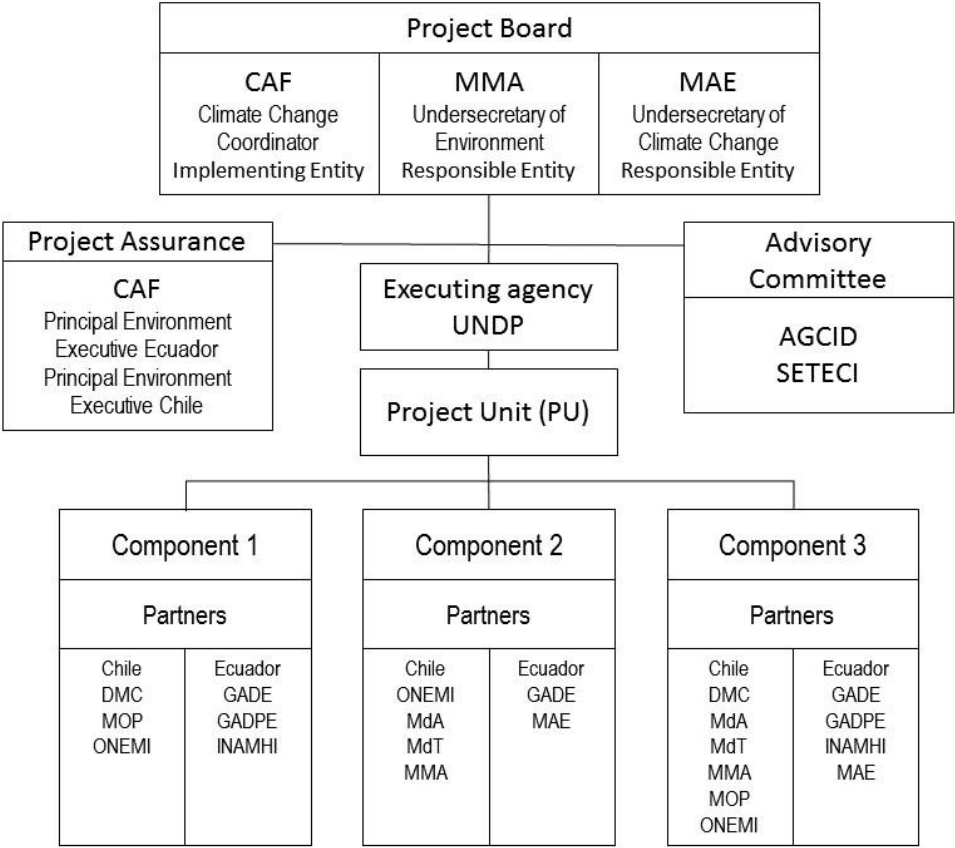 Project Board
CAF
Climate Change
Coordinator
Implementing Entity
MMA
Undersecretary of
Environment
Responsible Entity
MAE
Undersecretary of
Climate Change
Responsible Entity
Project Assurance
CAF
Principal Environment
Executive Ecuador
Principal Environment
Executive Chile
Executing agency
UNDP
Advisory
Committee
AGCID
SETECI
Project Unit (PU)
Component 1
Partners
Chile
DMC
MOP
ONEMI
Ecuador
GADE
GADPE
INAMHI
Component 2
Partners
Chile
ONEMI
MdA
MdT
MMA
Ecuador
GADE
MAE
Component 3
Partners
Chile
DMC
MdA
MdT
MMA
MOP
ONEMI
Ecuador
GADE
GADPE
INAMHI
MAE